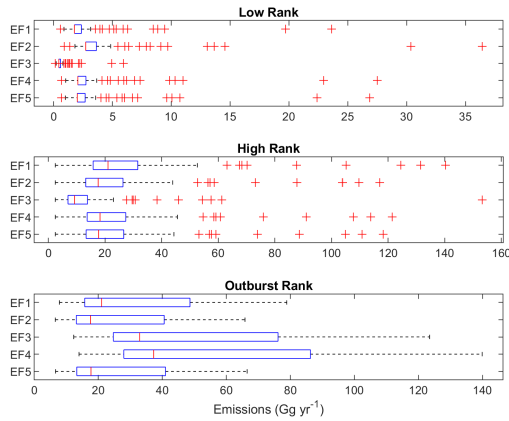 Low Rank
EF1
EF2
EF3
EF4
EF5
0 5 10 15 20 25 30 35
High Rank
EF1
EF2
EF3
EF4
EF5
0 20 40 60 80 100 120 140 160
Outburst Rank
EF1
EF2
EF3
EF4
EF5
0 20 40 60 80 100 120 140
Emissions (Gg yr⁻¹)